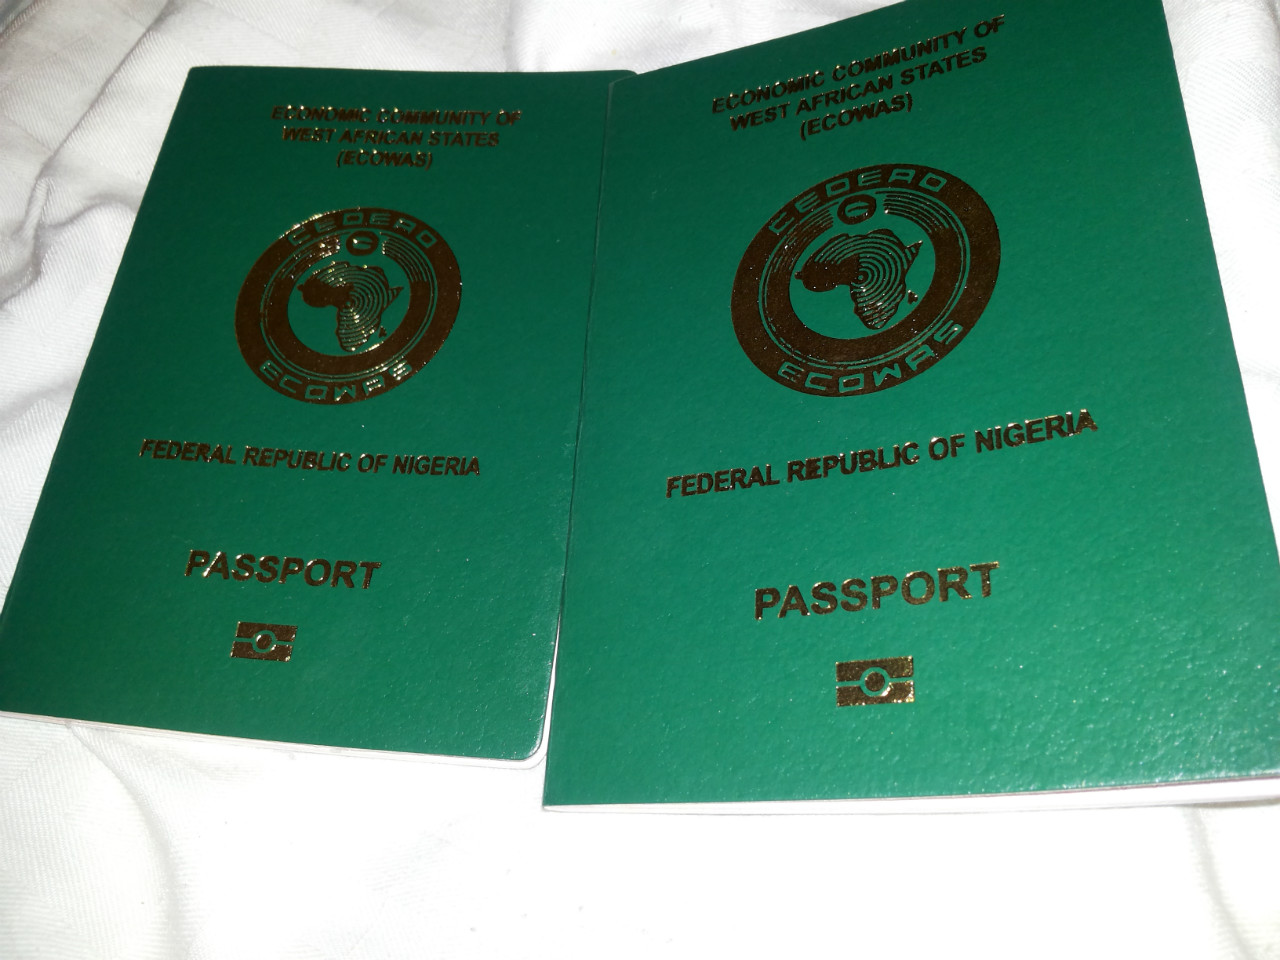 ECONOMIC COMMUNITY OF
WEST AFRICAN STATES
(ECOWAS)
CEDEAO
ECOWAS
FEDERAL REPUBLIC OF NIGERIA
PASSPORT
ECONOMIC COMMUNITY OF
WEST AFRICAN STATES
(ECOWAS)
CEDEAO
ECOWAS
FEDERAL REPUBLIC OF NIGERIA
PASSPORT